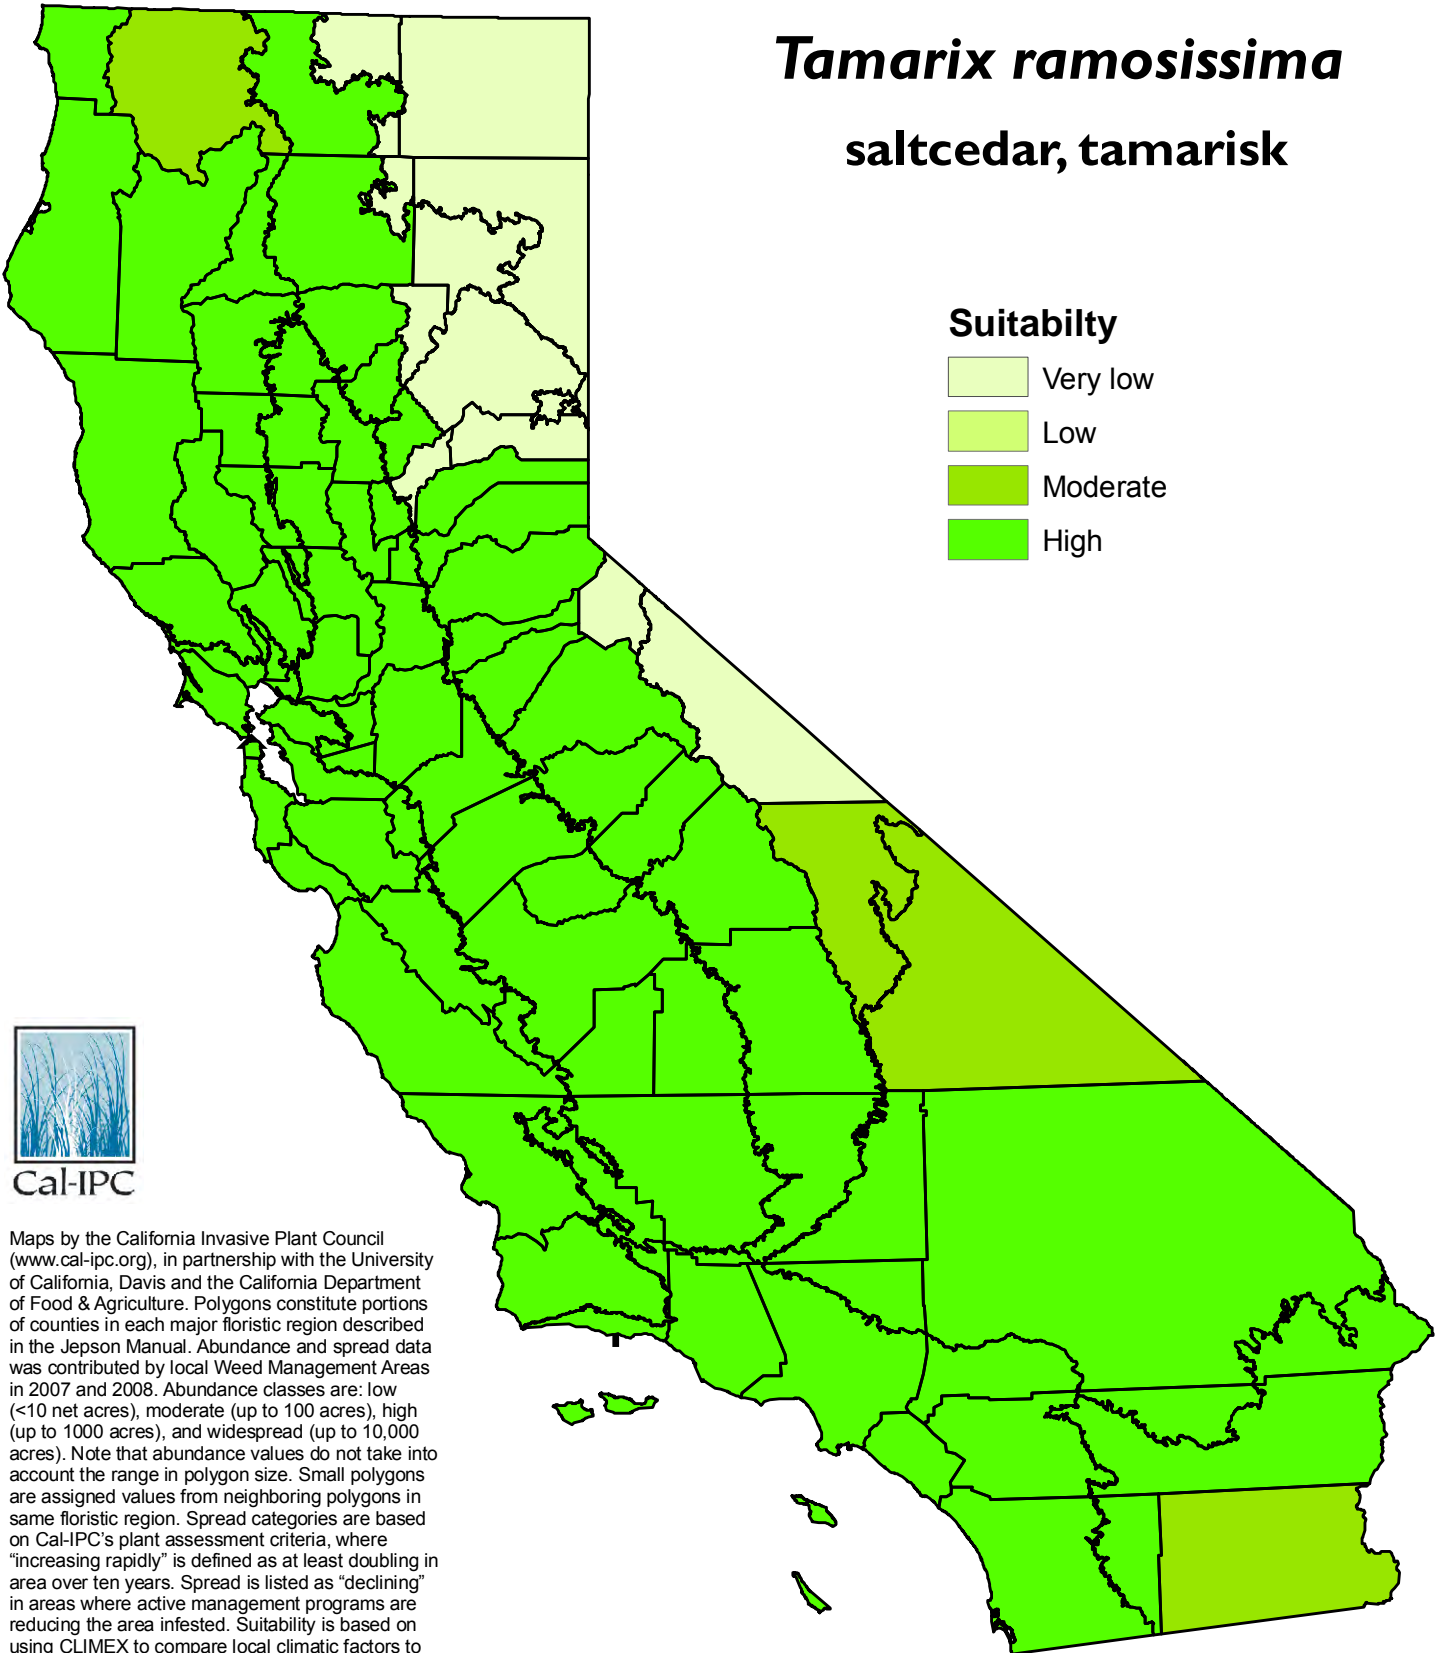 Tamarix ramosissima
saltcedar, tamarisk
Suitabilty
Very low
Low
Moderate
High
Cal-IPC
Maps by the California Invasive Plant Council
(www.cal-ipc.org), in partnership with the University
of California, Davis and the California Department
of Food & Agriculture. Polygons constitute portions
of counties in each major floristic region described
in the Jepson Manual. Abundance and spread data
was contributed by local Weed Management Areas
in 2007 and 2008. Abundance classes are: low
(<10 net acres), moderate (up to 100 acres), high
(up to 1000 acres), and widespread (up to 10,000
acres). Note that abundance values do not take into
account the range in polygon size. Small polygons
are assigned values from neighboring polygons in
same floristic region. Spread categories are based
on Cal-IPC's plant assessment criteria, where
“increasing rapidly” is defined as at least doubling in
area over ten years. Spread is listed as “declining”
in areas where active management programs are
reducing the area infested. Suitability is based on
using CLIMEX to compare local climatic factors to